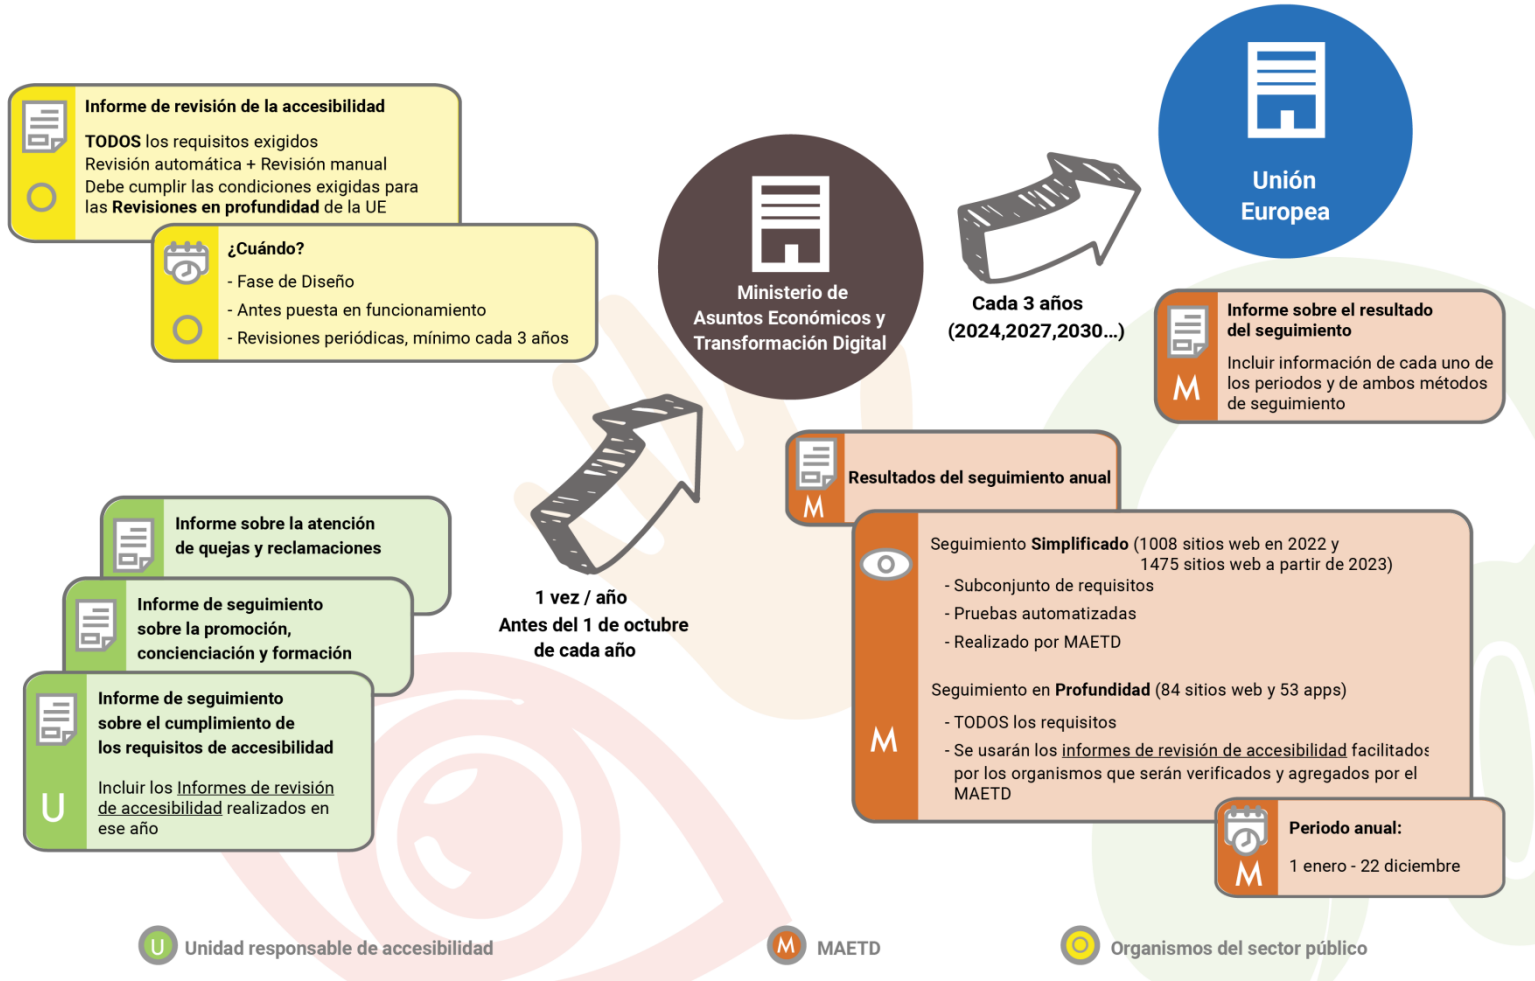 Informe de revisión de la accesibilidad
TODOS los requisitos exigidos
Revisión automática + Revisión manual
Debe cumplir las condiciones exigidas para
las Revisiones en profundidad de la UE
¿Cuándo?
- Fase de Diseño
- Antes puesta en funcionamiento
- Revisiones periódicas, mínimo cada 3 años
Ministerio de
Asuntos Económicos y
Transformación Digital
Cada 3 años
(2024,2027,2030...)
Unión
Europea
Informe sobre el resultado
del seguimiento
Incluir información de cada uno de
los periodos y de ambos métodos
de seguimiento
M
Resultados del seguimiento anual
M
Seguimiento Simplificado (1008 sitios web en 2022 y
1475 sitios web a partir de 2023)
- Subconjunto de requisitos
- Pruebas automatizadas
- Realizado por MAETD
Seguimiento en Profundidad (84 sitios web y 53 apps)
- TODOS los requisitos
- Se usarán los informes de revisión de accesibilidad facilitados
por los organismos que serán verificados y agregados por el
MAETD
M
Periodo anual:
1 enero - 22 diciembre
M
Informe sobre la atención
de quejas y reclamaciones
Informe de seguimiento
sobre la promoción,
concienciación y formación
Informe de seguimiento
sobre el cumplimiento de
los requisitos de accesibilidad
Incluir los Informes de revisión
de accesibilidad realizados en
ese año
U
1 vez / año
Antes del 1 de octubre
de cada año
U Unidad responsable de accesibilidad
M MAETD
O Organismos del sector público